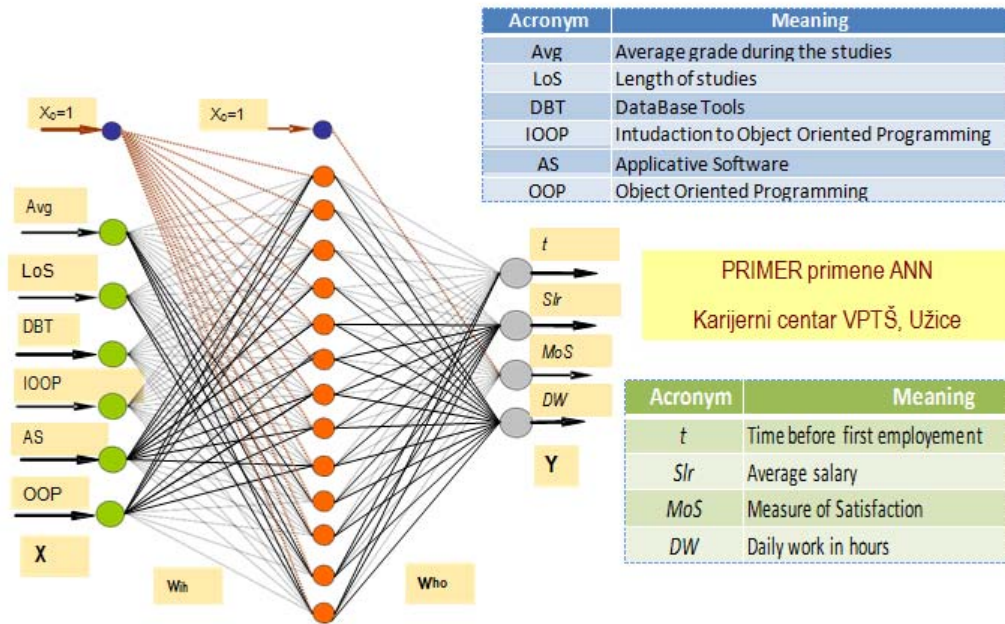 Acronym Meaning
Avg Average grade during the studies
LoS Length of studies
DBT DataBase Tools
IOOP Intudaction to Object Oriented Programming
AS Applicative Software
OOP Object Oriented Programming
X₀=1
X₀=1
Avg
LoS
DBT
IOOP
AS
OOP
X
Wih
Who
t
Slr
MoS
DW
Y
PRIMER primene ANN
Karijerni centar VPTŠ, Užice
Acronym Meaning
t Time before first employement
Slr Average salary
MoS Measure of Satisfaction
DW Daily work in hours